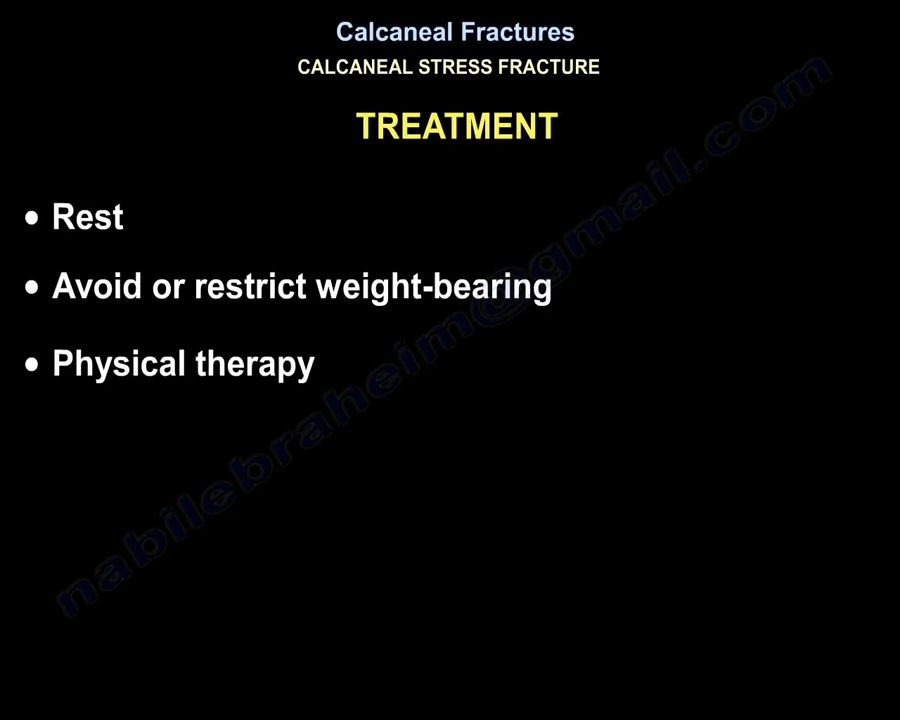 Calcaneal Fractures
CALCANEAL STRESS FRACTURE
TREATMENT
• Rest
• Avoid or restrict weight-bearing
• Physical therapy
nabilebraheim@gmail.com